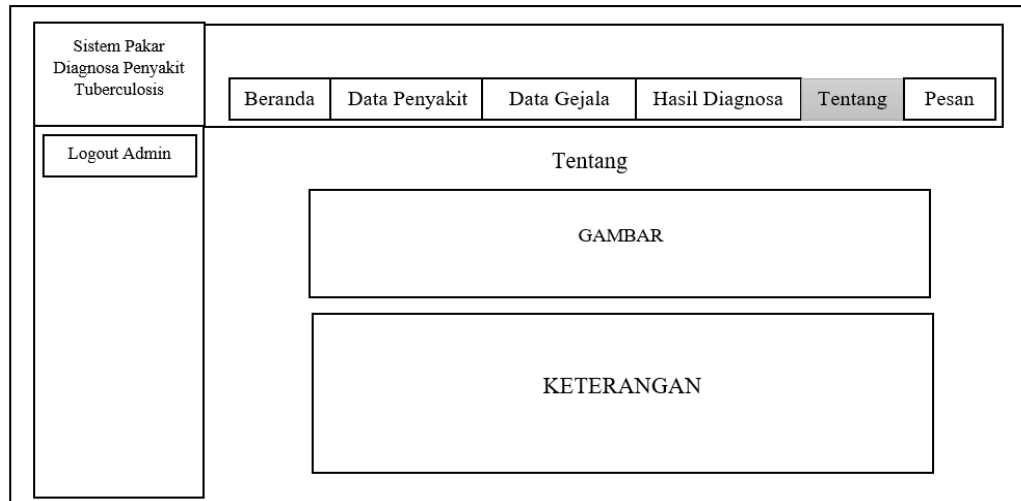 Sistem Pakar
Diagnosa Penyakit
Tuberculosis
Beranda Data Penyakit Data Gejala Hasil Diagnosa Tentang Pesan
Logout Admin
Tentang
GAMBAR
KETERANGAN